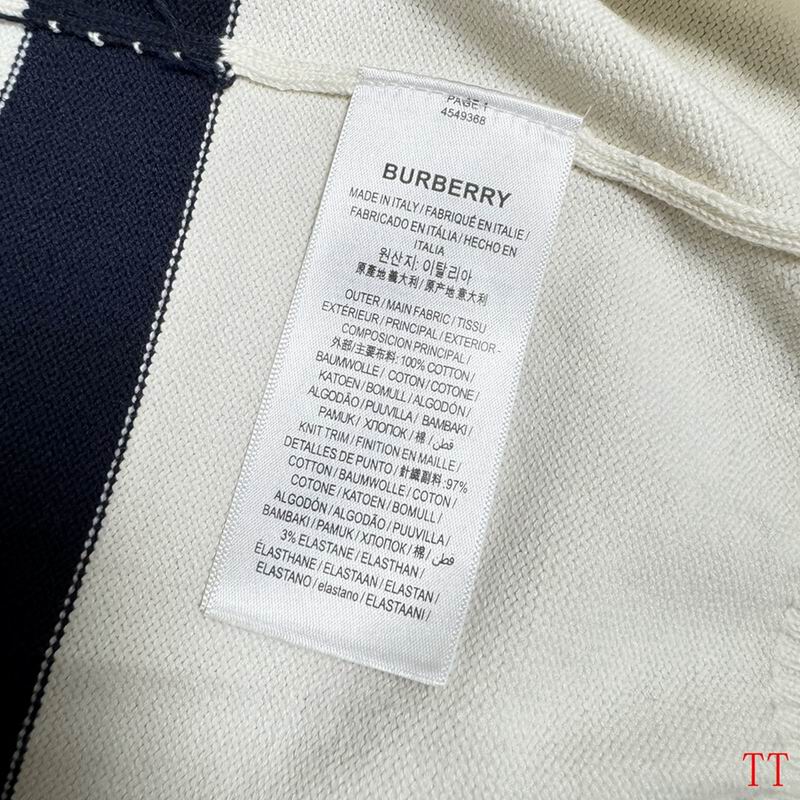 PAGE 1
4549368
BURBERRY
MADE IN ITALY / FABRIQUÉ EN ITALIE /
FABRICADO EN ITÁLIA / HECHO EN
ITALIA
원산지: 이탈리아
原產地 義大利 / 原产地 意大利
OUTER / MAIN FABRIC / TISSU
EXTÉRIEUR / PRINCIPAL / EXTERIOR -
COMPOSICION PRINCIPAL /
外部/主要布料: 100% COTTON /
BAUMWOLLE / COTON / COTONE /
KATOEN / BOMULL / ALGODÓN /
ALGODÃO / PUUVILLA / BAMBAKI /
PAMUK / ХЛОПОК / 棉 / قطن /
KNIT TRIM / FINITION EN MAILLE /
DETALLES DE PUNTO / 針織副料 :97%
COTTON / BAUMWOLLE / COTON /
COTONE / KATOEN / BOMULL /
ALGODÓN / ALGODÃO / PUUVILLA /
BAMBAKI / PAMUK / ХЛОПОК / 棉 / قطن /
3% ELASTANE / ELASTHAN /
ÉLASTHANE / ELASTAAN / ELASTAN /
ELASTANO / elastano / ELASTAANI /
TT